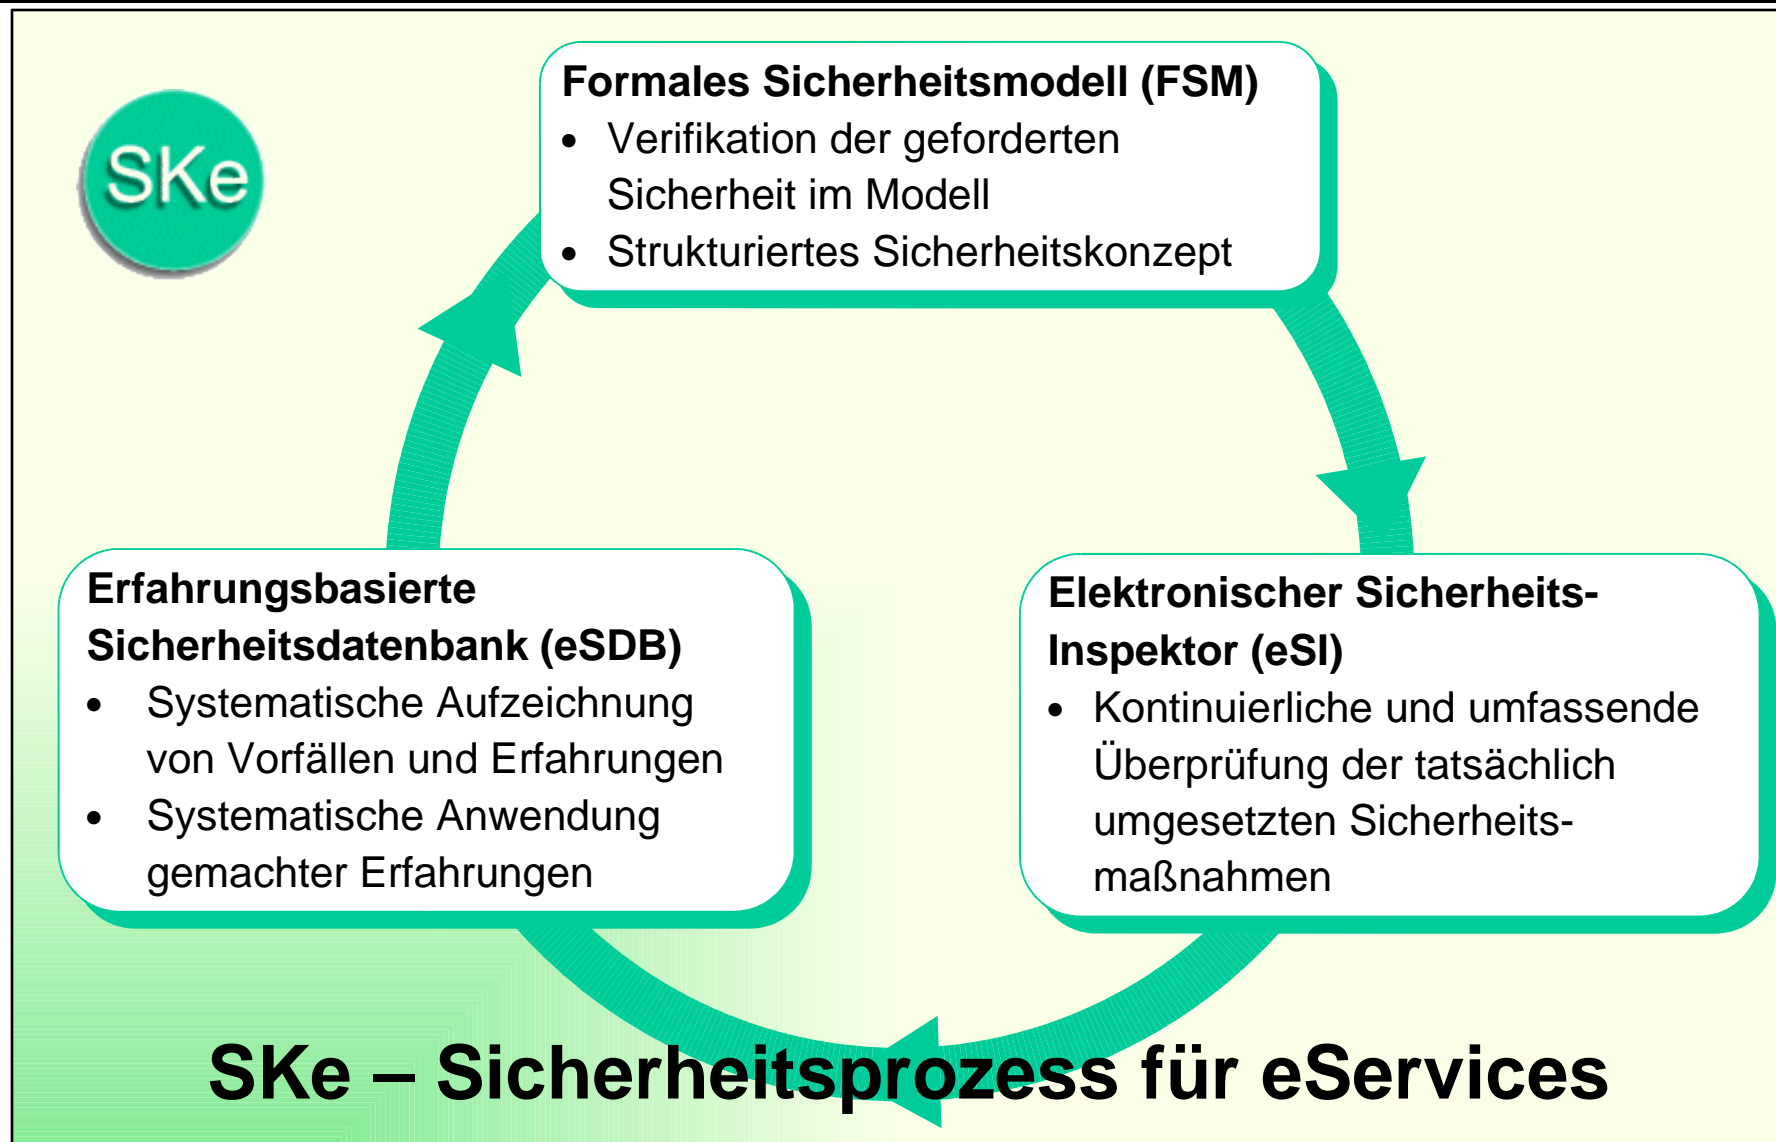 SKe
Formales Sicherheitsmodell (FSM)
• Verifikation der geforderten
Sicherheit im Modell
• Strukturiertes Sicherheitskonzept
Erfahrungsbasierte
Sicherheitsdatenbank (eSDB)
• Systematische Aufzeichnung
von Vorfällen und Erfahrungen
• Systematische Anwendung
gemachter Erfahrungen
Elektronischer Sicherheits-
Inspektor (eSI)
• Kontinuierliche und umfassende
Überprüfung der tatsächlich
umgesetzten Sicherheits-
maßnahmen
SKe – Sicherheitsprozess für eServices